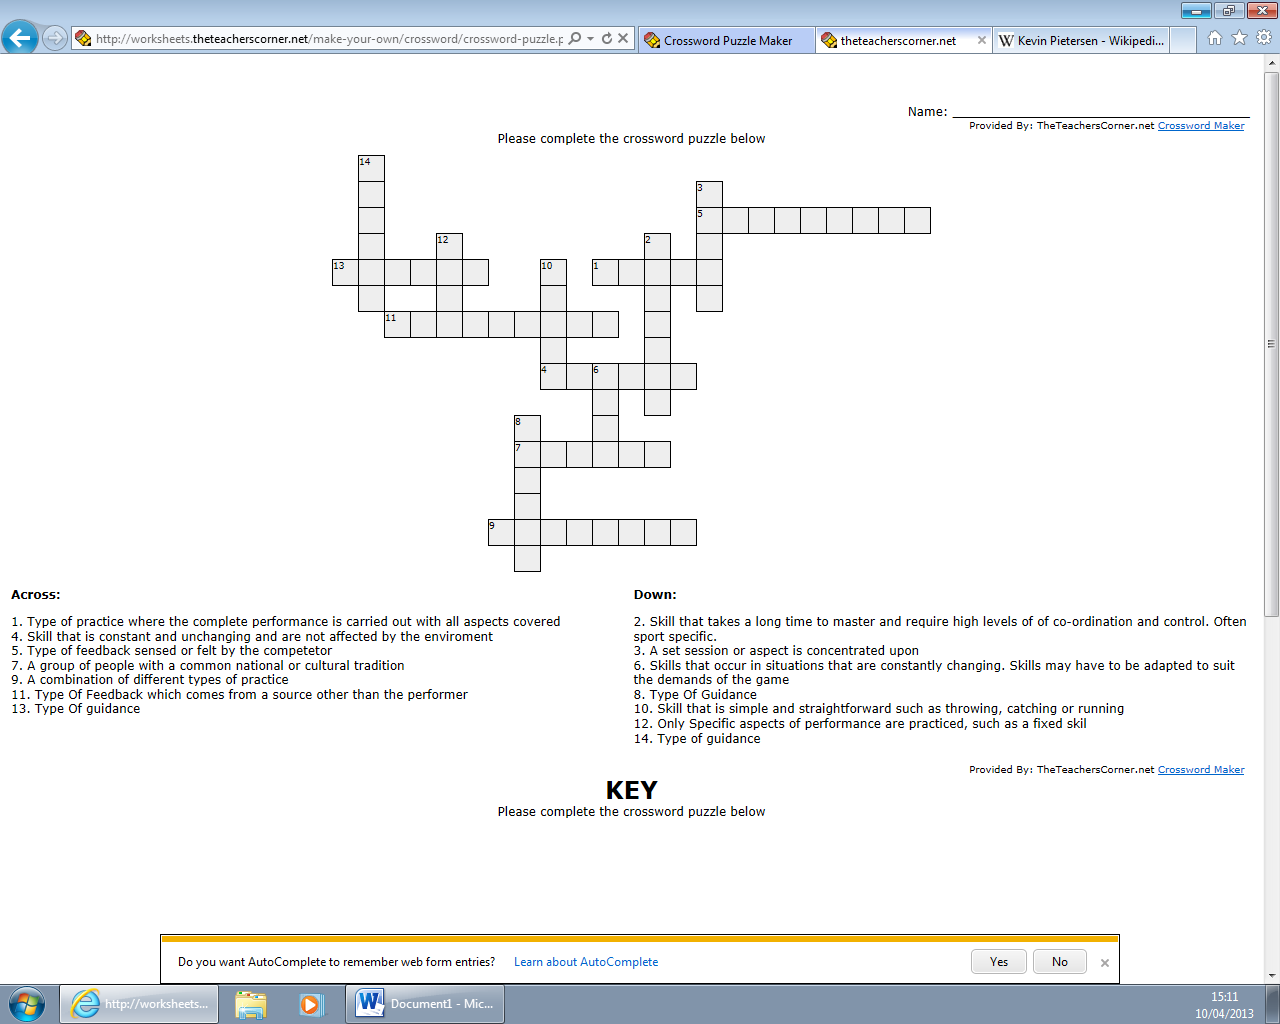 http://worksheets.theteacherscorner.net/make-your-own/crossword/crossword-puzzle.p
Crossword Puzzle Maker
theteacherscorner.net
W Kevin Pietersen - Wikipedi...
Name:
Provided By: TheTeachersCorner.net Crossword Maker
Please complete the crossword puzzle below
14
3
5
12
2
13
10
1
11
4
6
8
7
9
Across:
1. Type of practice where the complete performance is carried out with all aspects covered
4. Skill that is constant and unchanging and are not affected by the enviroment
5. Type of feedback sensed or felt by the competetor
7. A group of people with a common national or cultural tradition
9. A combination of different types of practice
11. Type Of Feedback which comes from a source other than the performer
13. Type Of guidance
Down:
2. Skill that takes a long time to master and require high levels of of co-ordination and control. Often
sport specific.
3. A set session or aspect is concentrated upon
6. Skills that occur in situations that are constantly changing. Skills may have to be adapted to suit
the demands of the game
8. Type Of Guidance
10. Skill that is simple and straightforward such as throwing, catching or running
12. Only Specific aspects of performance are practiced, such as a fixed skil
14. Type of guidance
Provided By: TheTeachersCorner.net Crossword Maker
KEY
Please complete the crossword puzzle below
Do you want AutoComplete to remember web form entries? Learn about AutoComplete Yes No
http://worksheets...
W Document1 - Mic...
15:11
10/04/2013